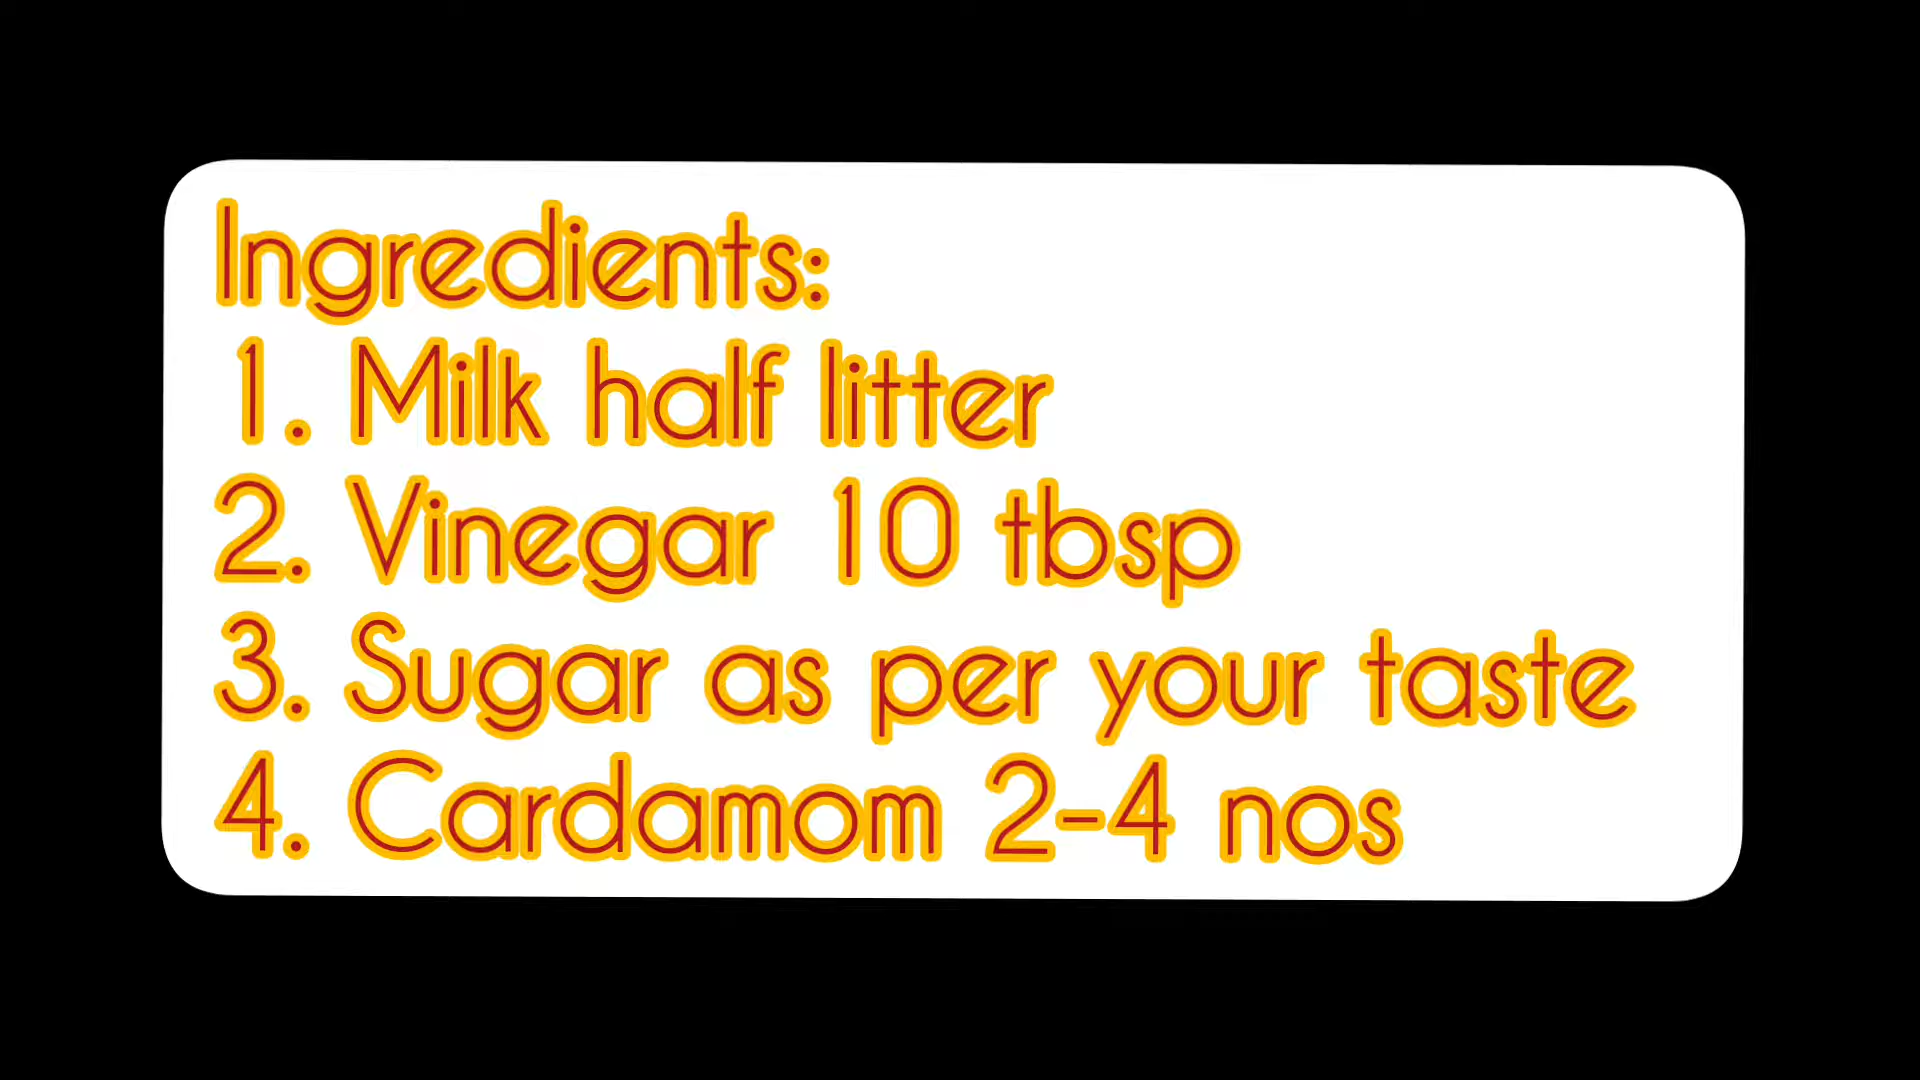 Ingredients:
1. Milk half litter
2. Vinegar 10 tbsp
3. Sugar as per your taste
4. Cardamom 2-4 nos